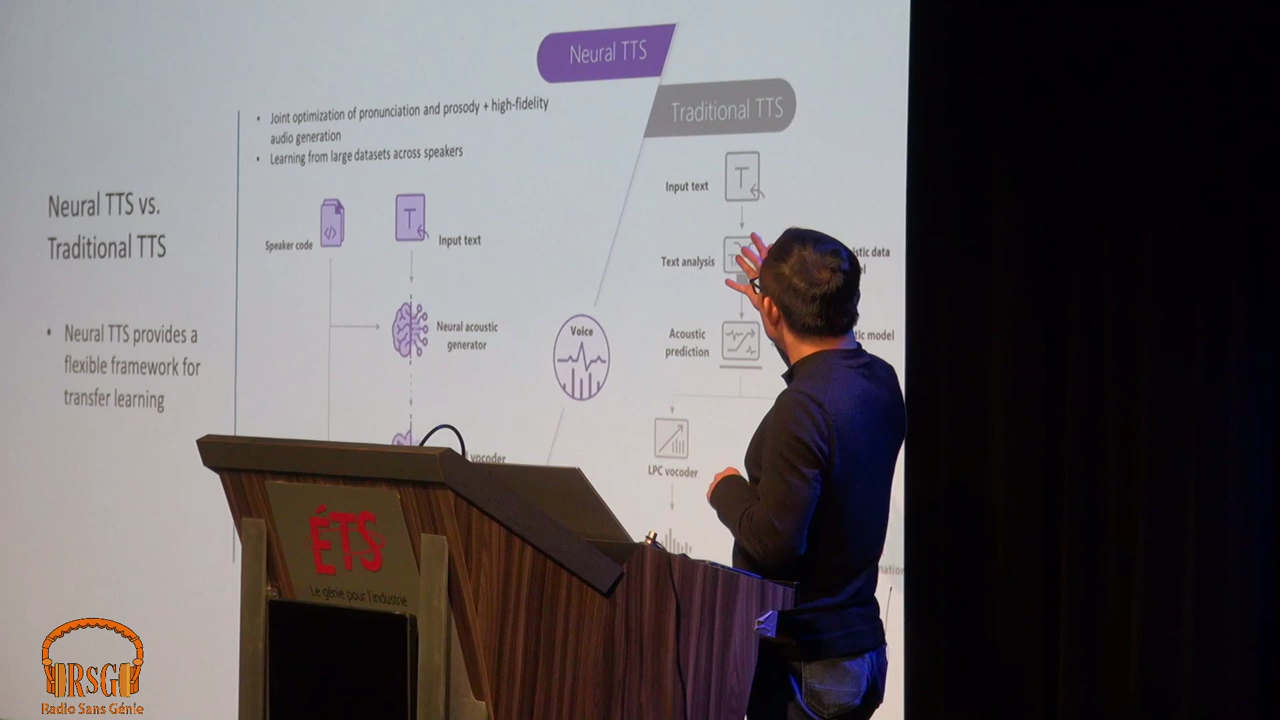 Neural TTS
Traditional TTS
Joint optimization of pronunciation and prosody + high-fidelity
audio generation
Learning from large datasets across speakers
Neural TTS vs.
Traditional TTS
Neural TTS provides a
flexible framework for
transfer learning
Speaker code
T
Input text
Neural acoustic
generator
vocoder
Voice
Input text
T
Text analysis
Acoustic
prediction
LPC vocoder
data
model
ÉTS
Le génie pour l'industrie
RSG
Radio Sans Génie